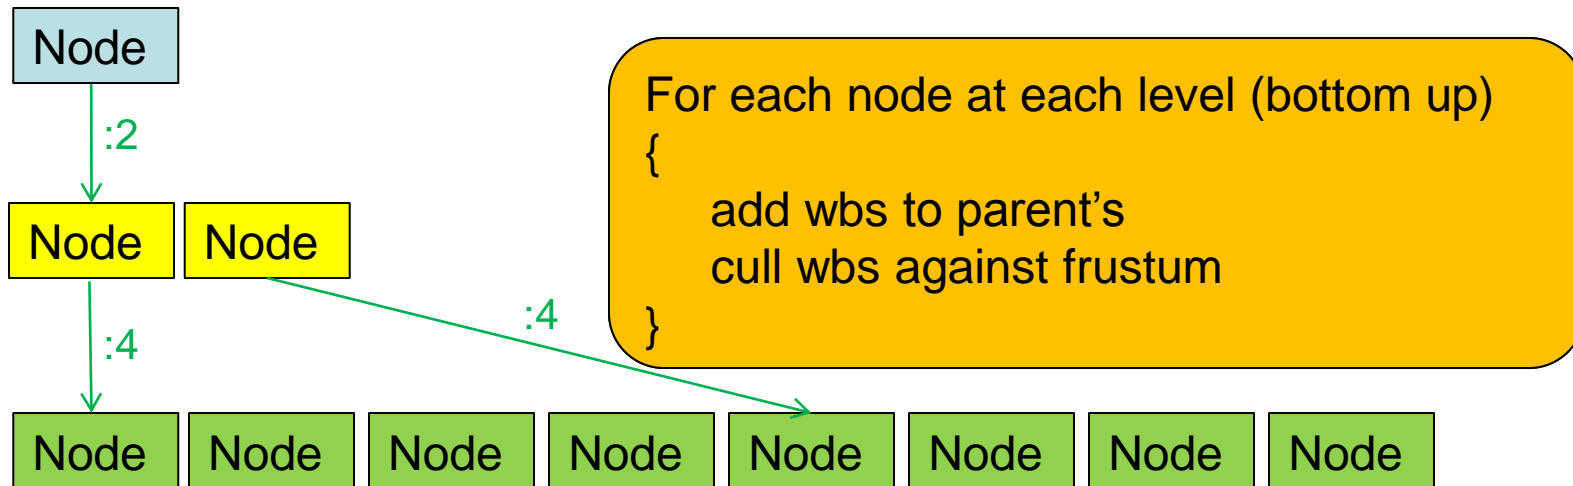 Node
:2
Node Node
:4
:4
Node Node Node Node Node Node Node Node
For each node at each level (bottom up)
{
add wbs to parent’s
cull wbs against frustum
}